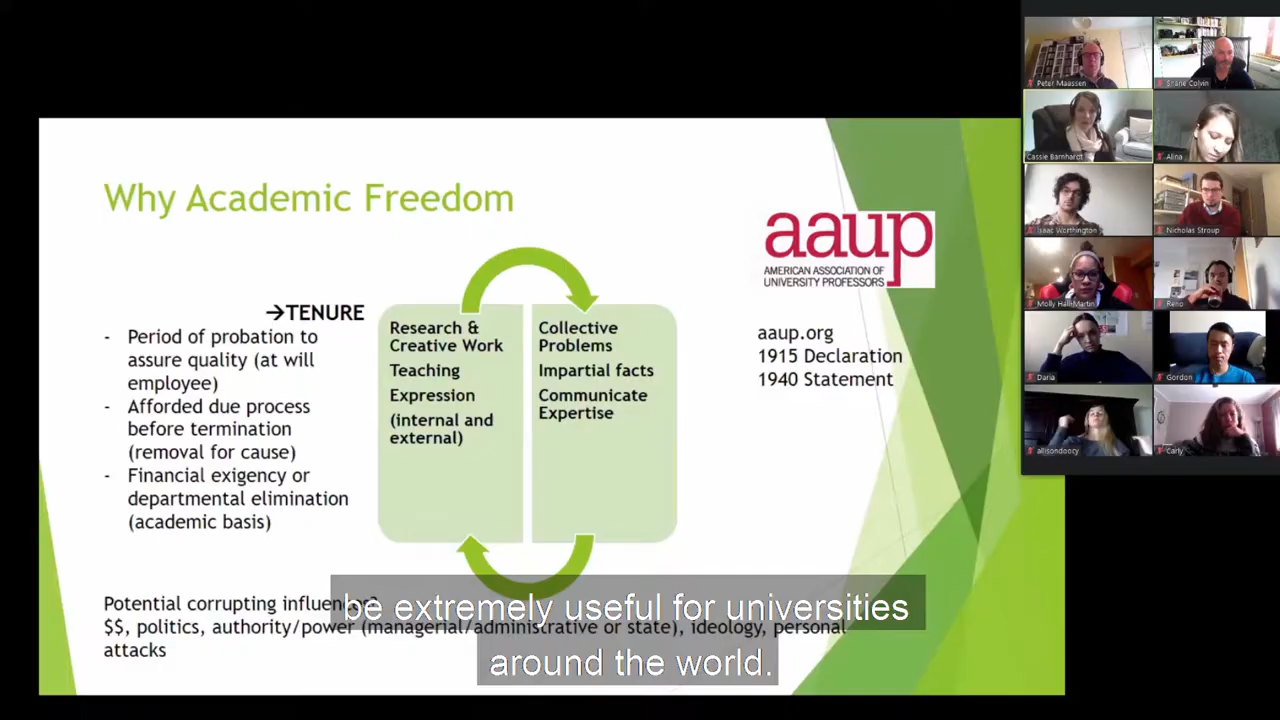 Why Academic Freedom
→TENURE
- Period of probation to
assure quality (at will
employee)
- Afforded due process
before termination
(removal for cause)
- Financial exigency or
departmental elimination
(academic basis)
Research &
Creative Work
Teaching
Expression
(internal and
external)
Collective
Problems
Impartial facts
Communicate
Expertise
aaup
AMERICAN ASSOCIATION OF
UNIVERSITY PROFESSORS
aaup.org
1915 Declaration
1940 Statement
Potential corrupting influences?
$$, politics, authority/power (managerial/administrative or state), ideology, personal
attacks
be extremely useful for universities
around the world.
Peter Maassen
Shane Colvin
Cassie Barnhardt
Alina
Isaac Worthington
Nicholas Stroup
Molly Hall-Martin
Reno
Daria
Gordon
allisondoocy
Carly